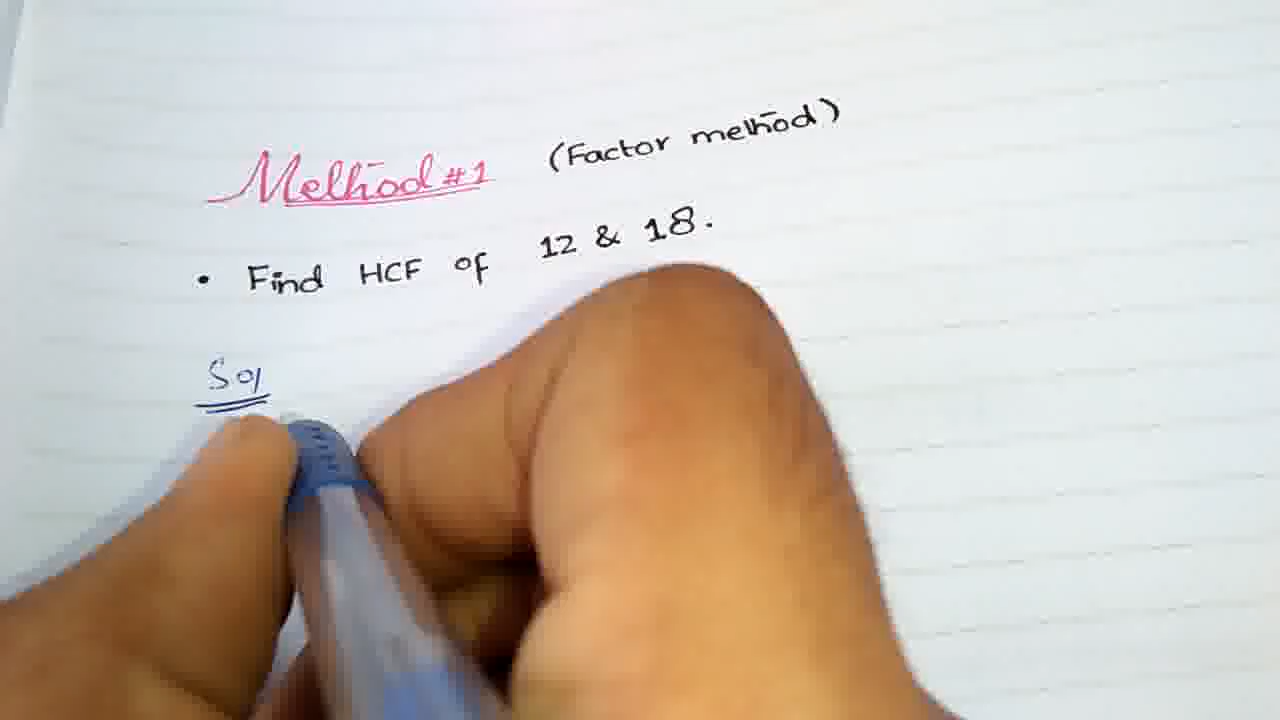 Method #1 (Factor method)
• Find HCF of 12 & 18.
Sol